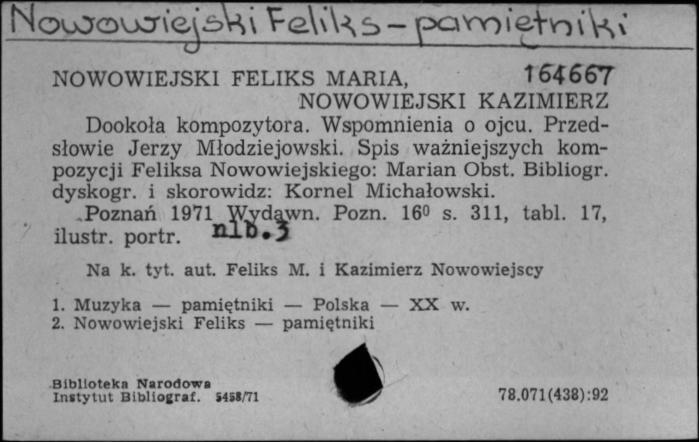 Nowowiejski Feliks – pamiętniki
NOWOWIEJSKI FELIKS MARIA, 164667
NOWOWIEJSKI KAZIMIERZ
Dookoła kompozytora. Wspomnienia o ojcu. Przed-
słowie Jerzy Młodziejowski. Spis ważniejszych kom-
pozycji Feliksa Nowowiejskiego: Marian Obst. Bibliogr.
dyskogr. i skorowidz: Kornel Michałowski.
Poznań 1971 Wydawn. Pozn. 16⁰ s. 311, tabl. 17,
ilustr. portr. nlb.3
Na k. tyt. aut. Feliks M. i Kazimierz Nowowiejscy
1. Muzyka — pamiętniki — Polska — XX w.
2. Nowowiejski Feliks — pamiętniki
Biblioteka Narodowa
Instytut Bibliograf. 5458/71 78.071(438):92